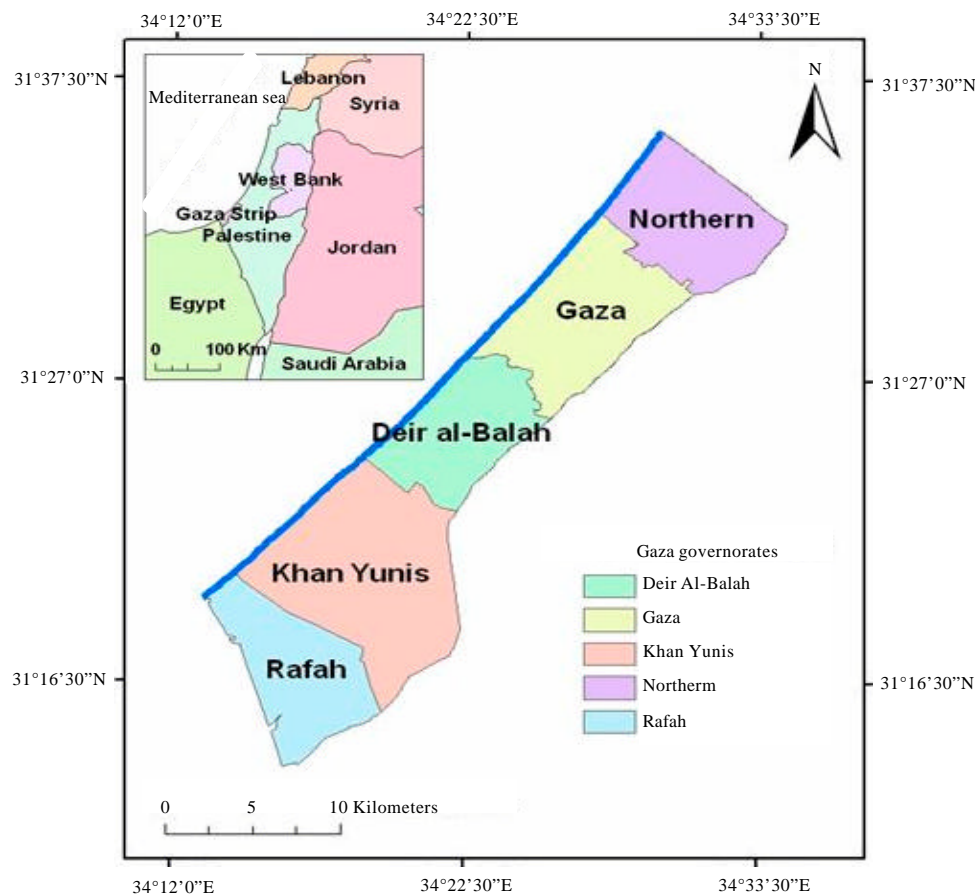 34°12’0”E 34°22’30”E 34°33’30”E
31°37’30”N 31°37’30”N
N
Lebanon
Mediterranean sea
Syria
West Bank
Gaza Strip
Palestine
Jordan
Egypt
0 100 Km
Saudi Arabia
Northern
Gaza
31°27’0”N 31°27’0”N
Deir al-Balah
Khan Yunis
Rafah
Gaza governorates
Deir Al-Balah
Gaza
Khan Yunis
Northerm
Rafah
31°16’30”N 31°16’30”N
0 5 10 Kilometers
34°12’0”E 34°22’30”E 34°33’30”E